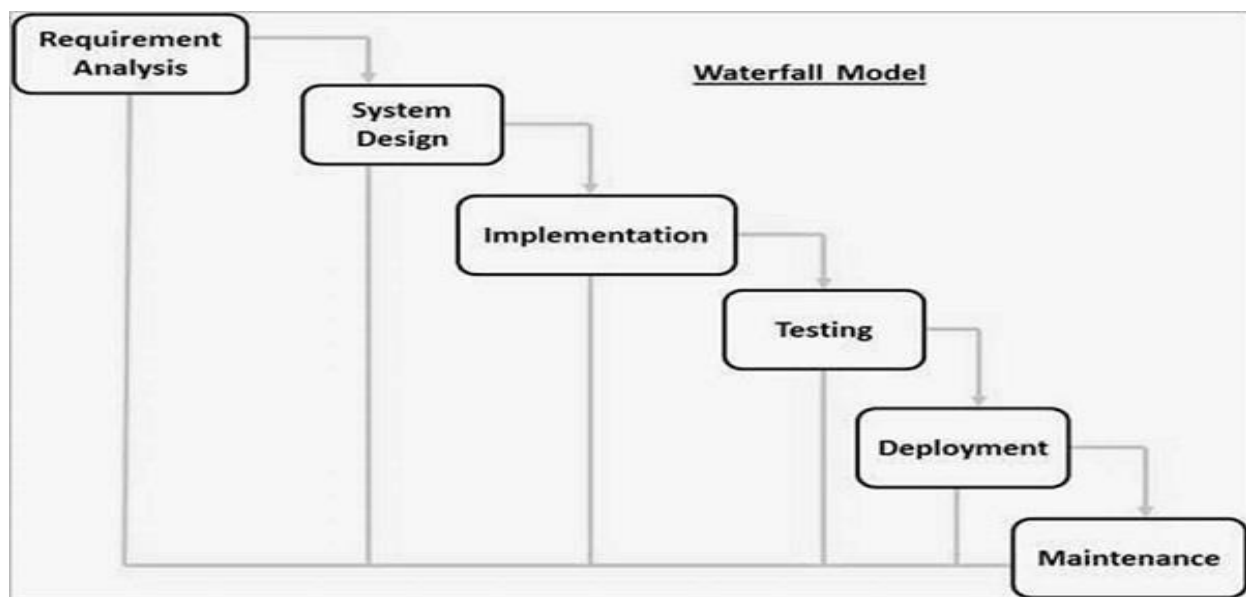 Requirement
Analysis
Waterfall Model
System
Design
Implementation
Testing
Deployment
Maintenance